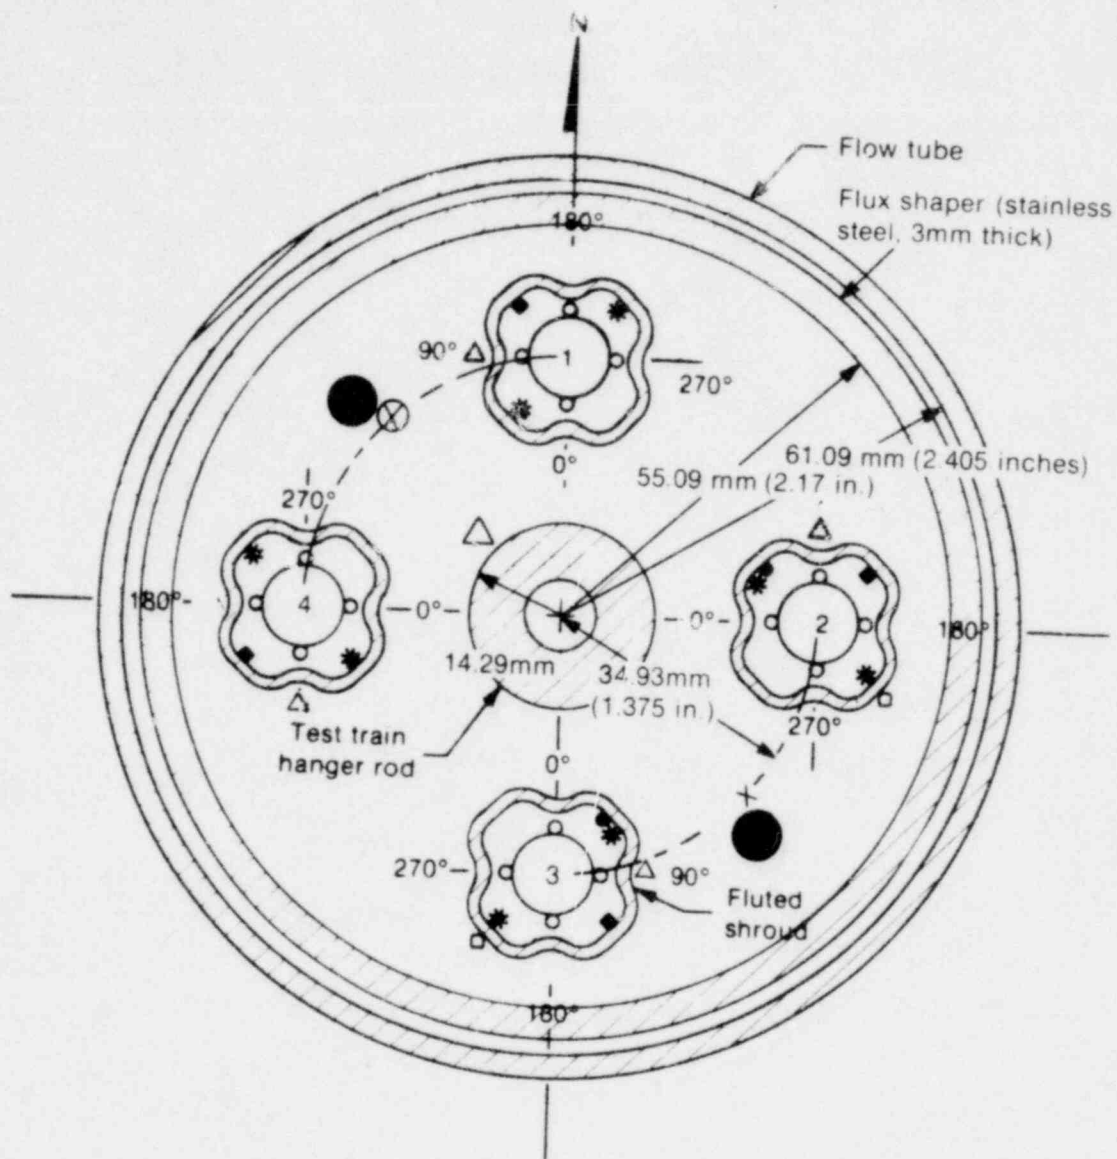 N
Flow tube
Flux shaper (stainless
steel, 3mm thick)
180°
1
90°
270°
0°
61.09 mm (2.405 inches)
55.09 mm (2.17 in.)
270°
180°
4
0°
0°
2
180°
14.29mm
34.93mm
(1.375 in.)
270°
Test train
hanger rod
0°
270°
3
90°
Fluted
shroud
180°